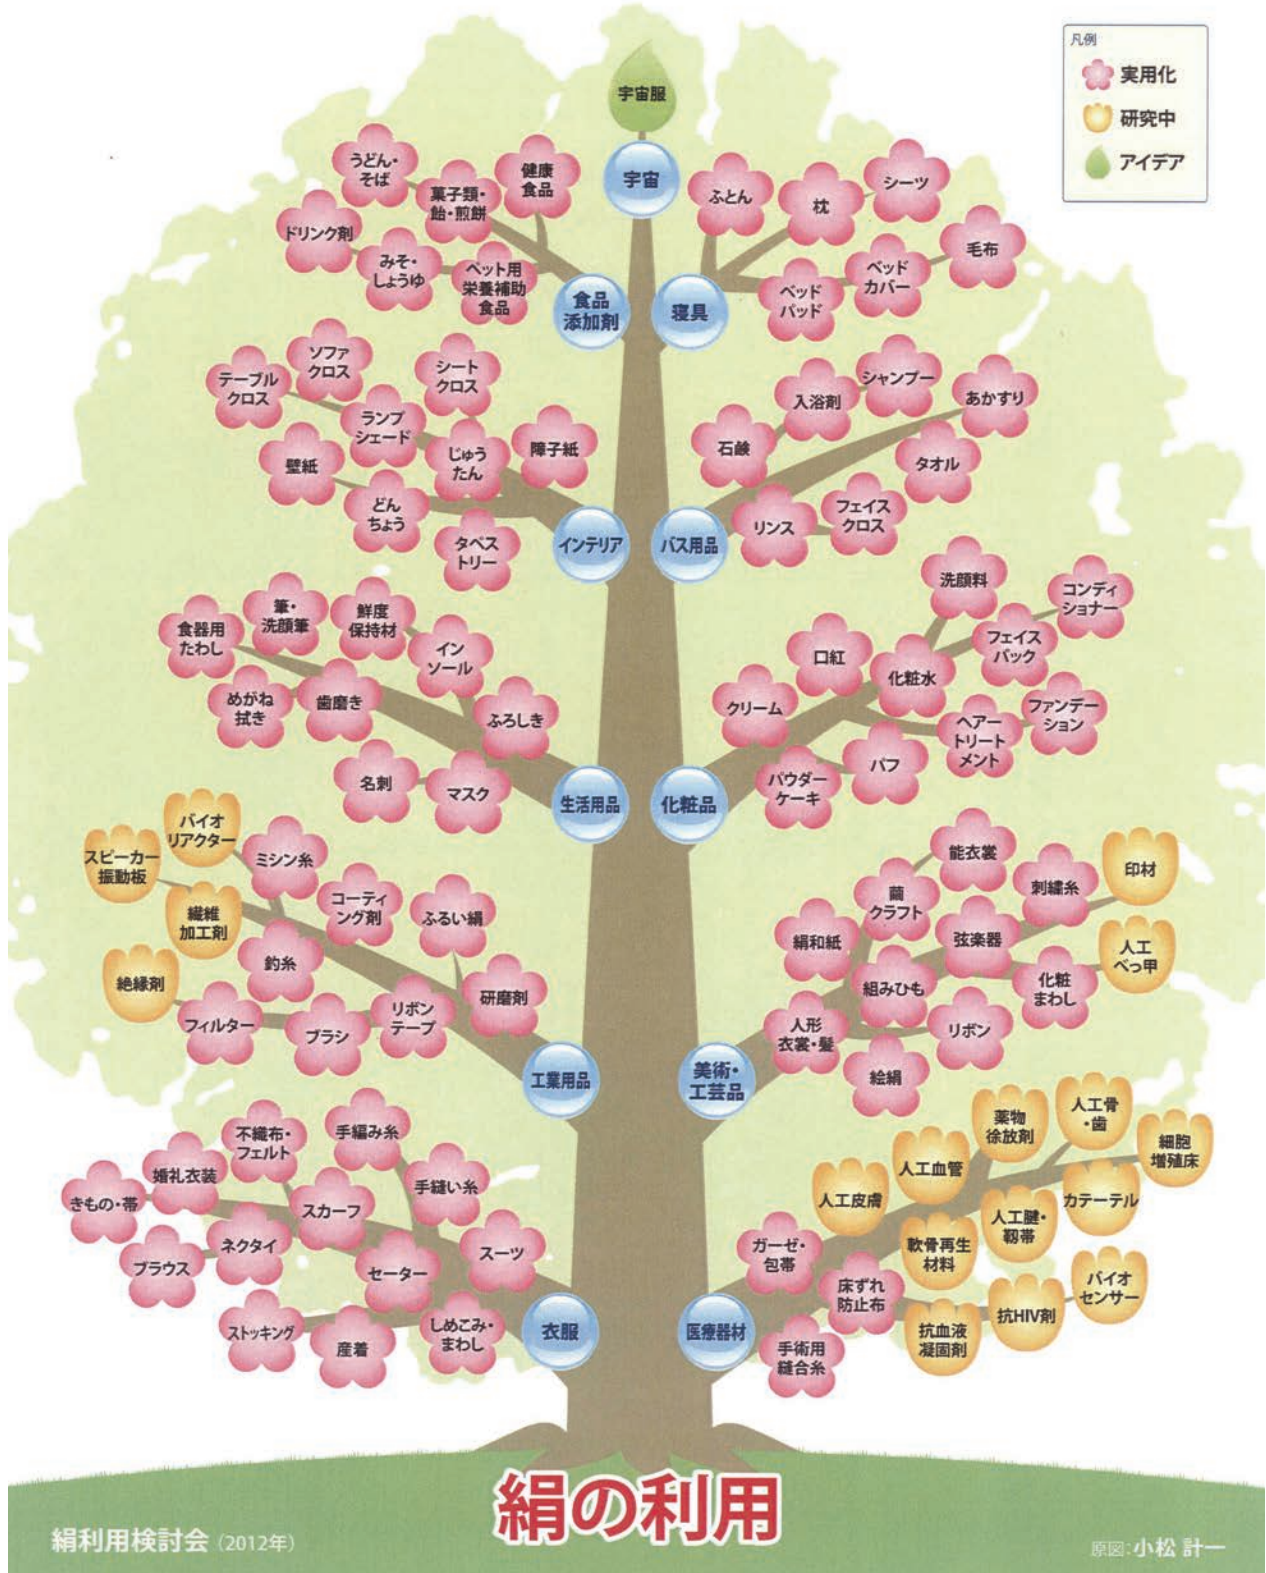 凡例
実用化
研究中
アイデア
宇宙服
宇宙
うどん・
そば
菓子類・
飴・煎餅
健康
食品
ドリンク剤
みそ・
しょうゆ
ペット用
栄養補助
食品
食品
添加剤
ふとん
枕
シーツ
ベッド
パッド
ベッド
カバー
毛布
寝具
テーブル
クロス
ソファ
クロス
シート
クロス
ランプ
シェード
じゅう
たん
障子紙
壁紙
どん
ちょう
タペス
トリー
インテリア
石鹸
入浴剤
シャンプー
あかすり
タオル
リンス
フェイス
クロス
バス用品
食器用
たわし
筆・
洗顔筆
鮮度
保持材
イン
ソール
めがね
拭き
歯磨き
ふろしき
名刺
マスク
生活用品
洗顔料
コンディ
ショナー
口紅
化粧水
フェイス
パック
クリーム
ヘアー
トリート
メント
ファンデー
ション
パウダー
ケーキ
パフ
化粧品
スピーカー
振動板
バイオ
リアクター
ミシン糸
繊維
加工剤
コーティ
ング剤
ふるい絹
絶縁剤
釣糸
フィルター
ブラシ
リボン
テープ
研磨剤
工業用品
能衣裳
繭
クラフト
刺繍糸
印材
絹和紙
弦楽器
人工
べっ甲
組みひも
化粧
まわし
人形
衣裳・髪
リボン
絵絹
美術・
工芸品
きもの・帯
婚礼衣装
不織布・
フェルト
手編み糸
スカーフ
手縫い糸
ブラウス
ネクタイ
セーター
スーツ
ストッキング
産着
しめこみ・
まわし
衣服
薬物
徐放剤
人工骨
・歯
細胞
増殖床
人工血管
人工皮膚
カテーテル
人工腱・
靭帯
軟骨再生
材料
ガーゼ・
包帯
床ずれ
防止布
バイオ
センサー
抗HIV剤
抗血液
凝固剤
手術用
縫合糸
医療器材
絹の利用
絹利用検討会（2012年）
原図：小松 計一